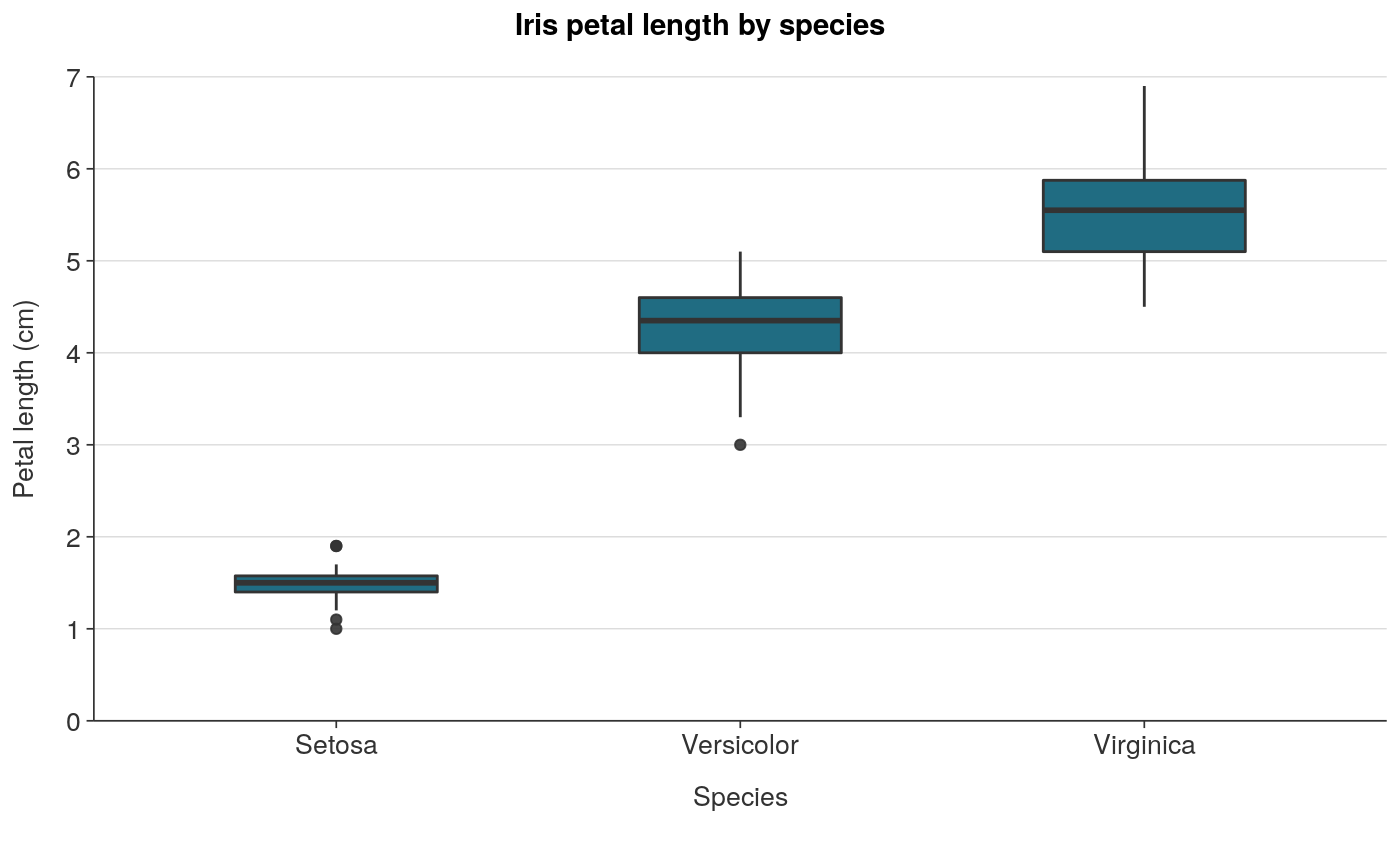 Iris petal length by species
7
6
5
4
3
2
1
0
Petal length (cm)
Setosa
Versicolor
Virginica
Species